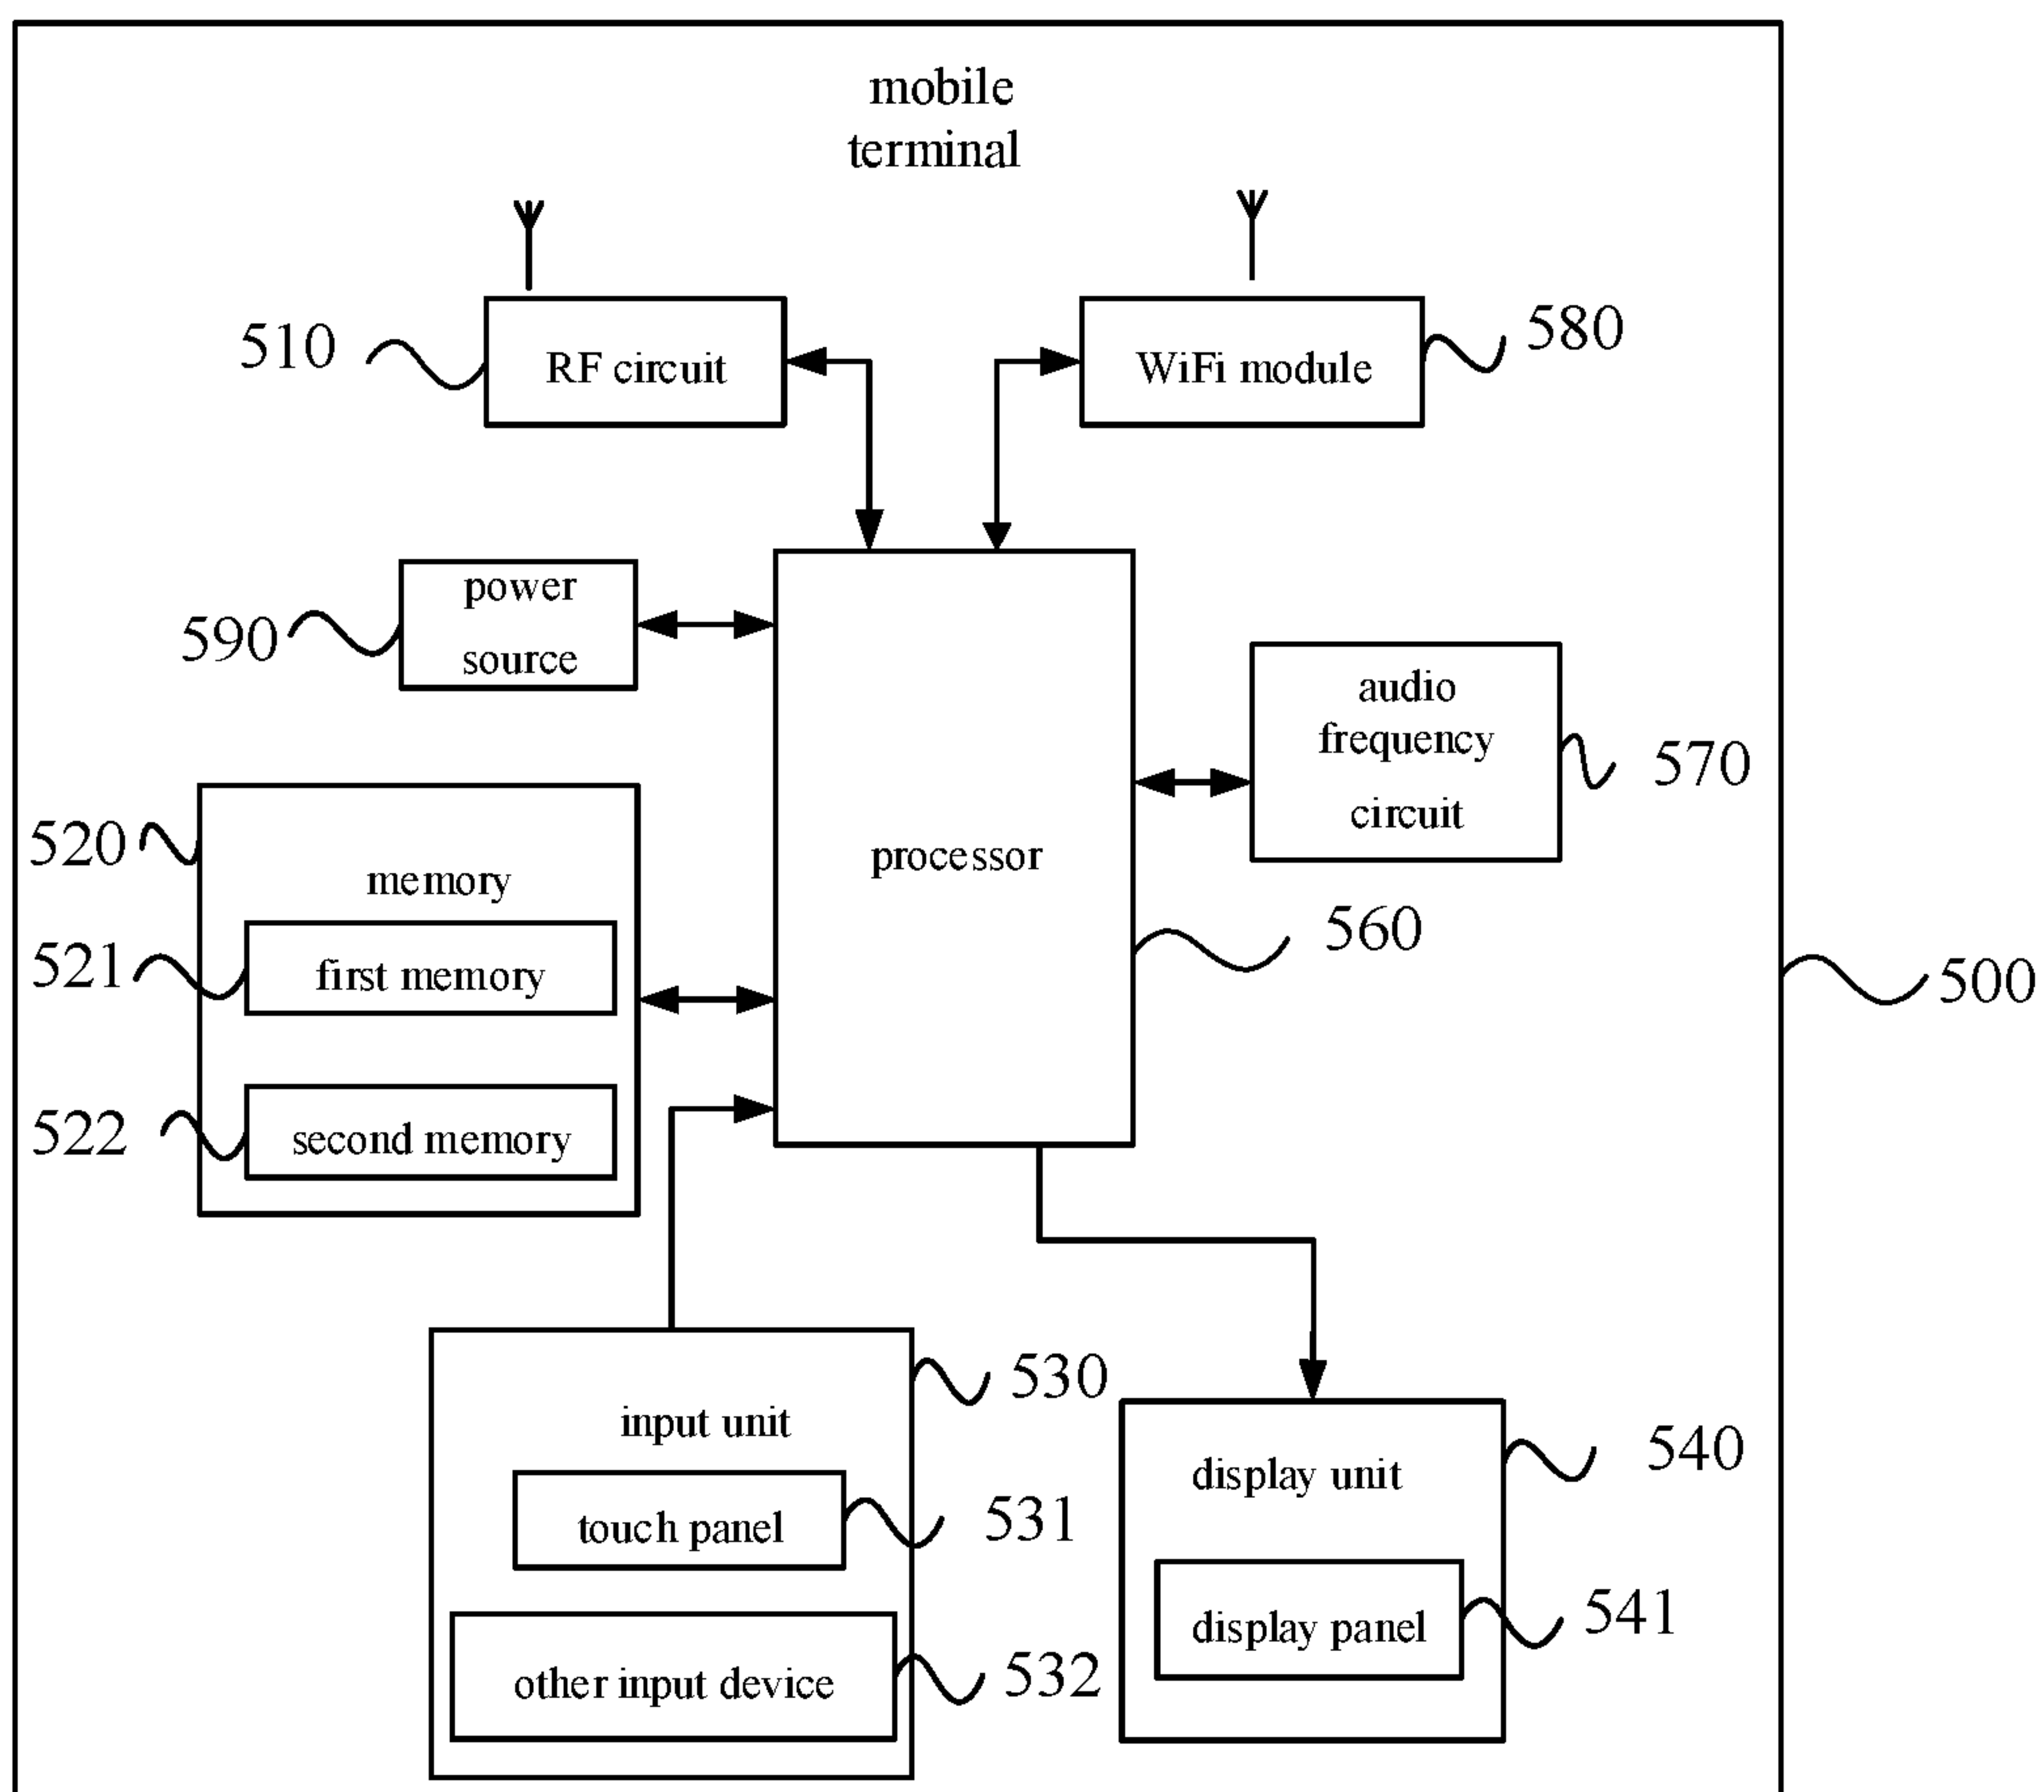 mobile
terminal
510
RF circuit
WiFi module
580
power
source
590
audio
frequency
circuit
570
520
memory
processor
560
521
first memory
500
522
second memory
530
input unit
540
display unit
touch panel
531
display panel
541
other input device
532